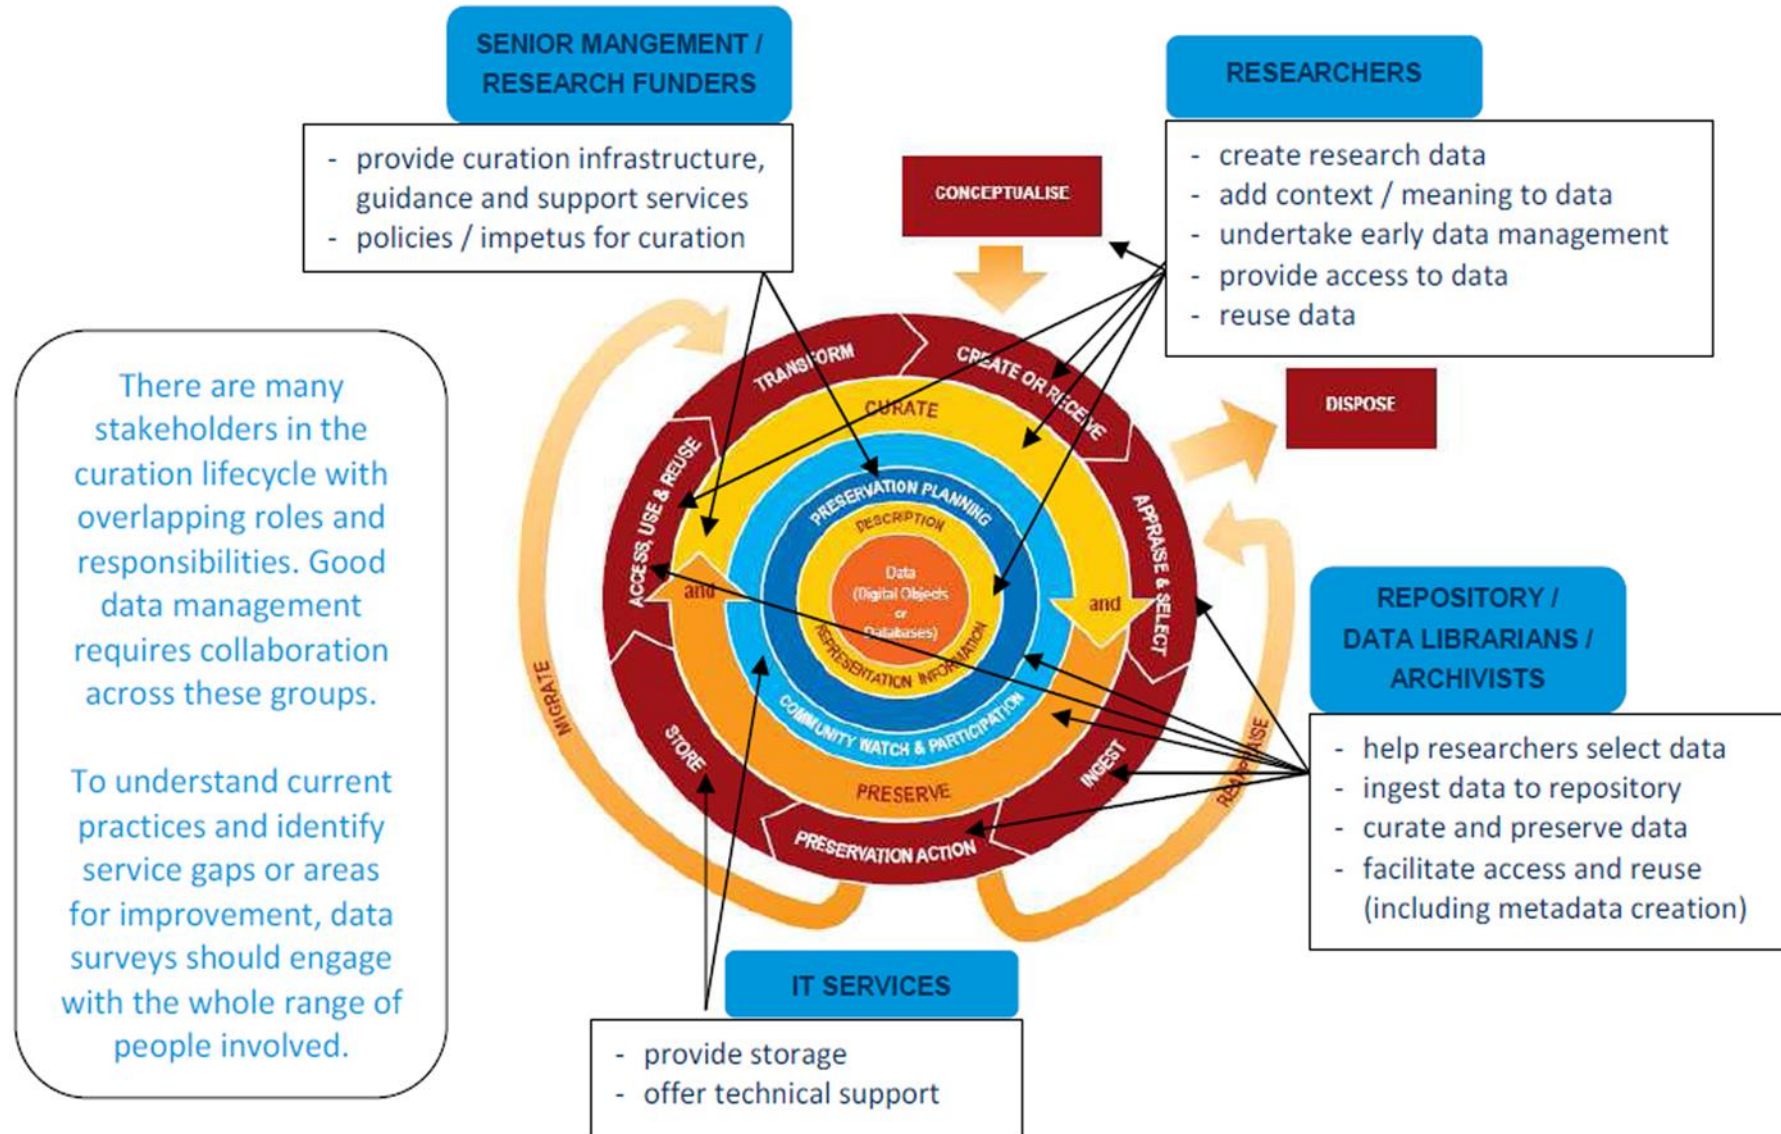 SENIOR MANGEMENT /
RESEARCH FUNDERS
- provide curation infrastructure,
guidance and support services
- policies / impetus for curation
RESEARCHERS
- create research data
- add context / meaning to data
- undertake early data management
- provide access to data
- reuse data
CONCEPTUALISE
DISPOSE
There are many
stakeholders in the
curation lifecycle with
overlapping roles and
responsibilities. Good
data management
requires collaboration
across these groups.
To understand current
practices and identify
service gaps or areas
for improvement, data
surveys should engage
with the whole range of
people involved.
TRANSFORM
CREATE OR RECEIVE
APPRAISE & SELECT
INGEST
PRESERVATION ACTION
STORE
ACCESS, USE & REUSE
CURATE
and
PRESERVE
and
COMMUNITY WATCH & PARTICIPATION
PRESERVATION PLANNING
DESCRIPTION
REPRESENTATION INFORMATION
Data
(Digital Objects
or
Databases)
MIGRATE
REAPPRAISE
REPOSITORY /
DATA LIBRARIANS /
ARCHIVISTS
- help researchers select data
- ingest data to repository
- curate and preserve data
- facilitate access and reuse
(including metadata creation)
IT SERVICES
- provide storage
- offer technical support